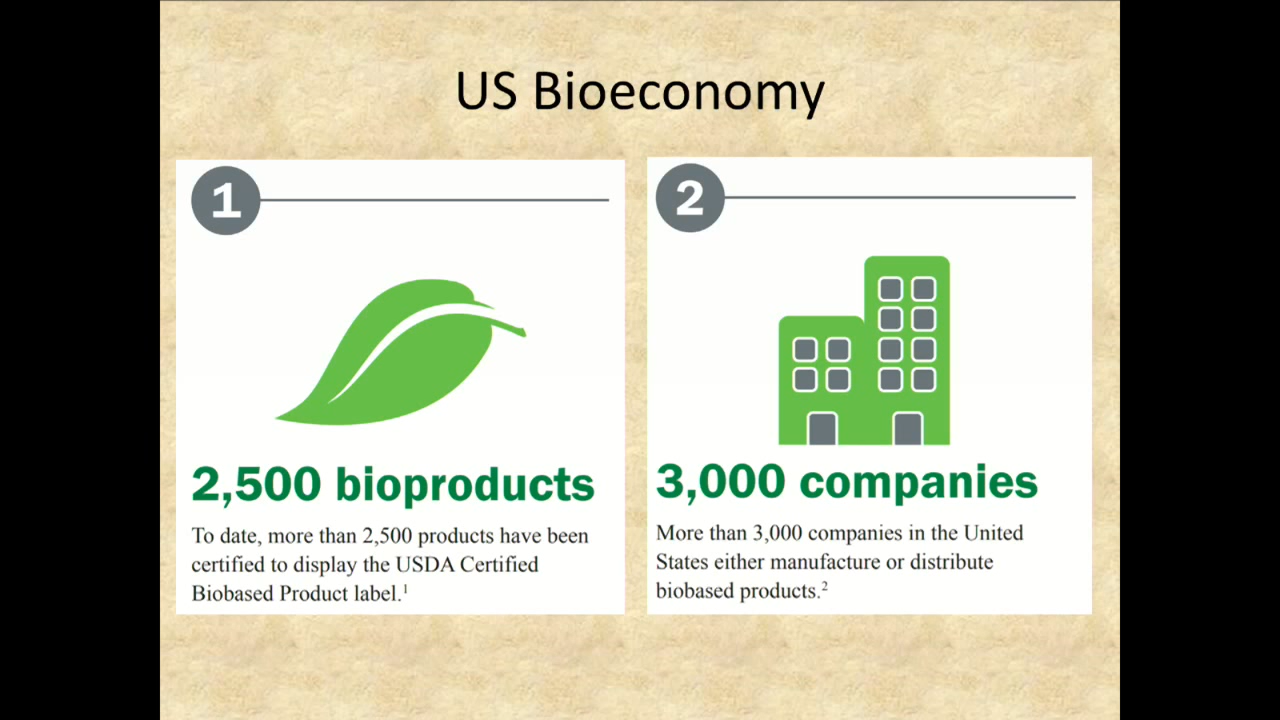 US Bioeconomy
1
2,500 bioproducts
To date, more than 2,500 products have been
certified to display the USDA Certified
Biobased Product label.¹
2
3,000 companies
More than 3,000 companies in the United
States either manufacture or distribute
biobased products.²